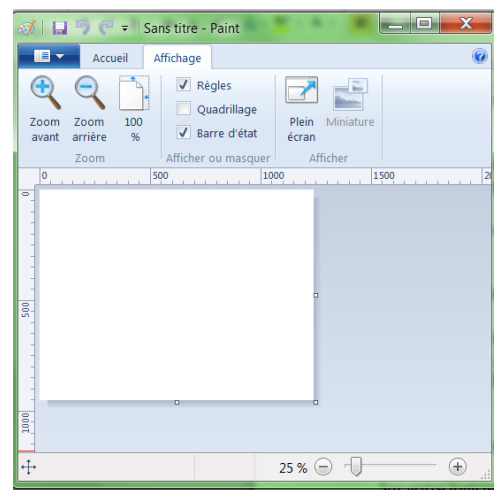 Sans titre - Paint
Accueil Affichage
Règles
Quadrillage
Barre d'état
Zoom avant
Zoom arrière
100 %
Plein écran
Miniature
Zoom
Afficher ou masquer
Afficher
0 500 1000 1500
0
500
1000
25 %